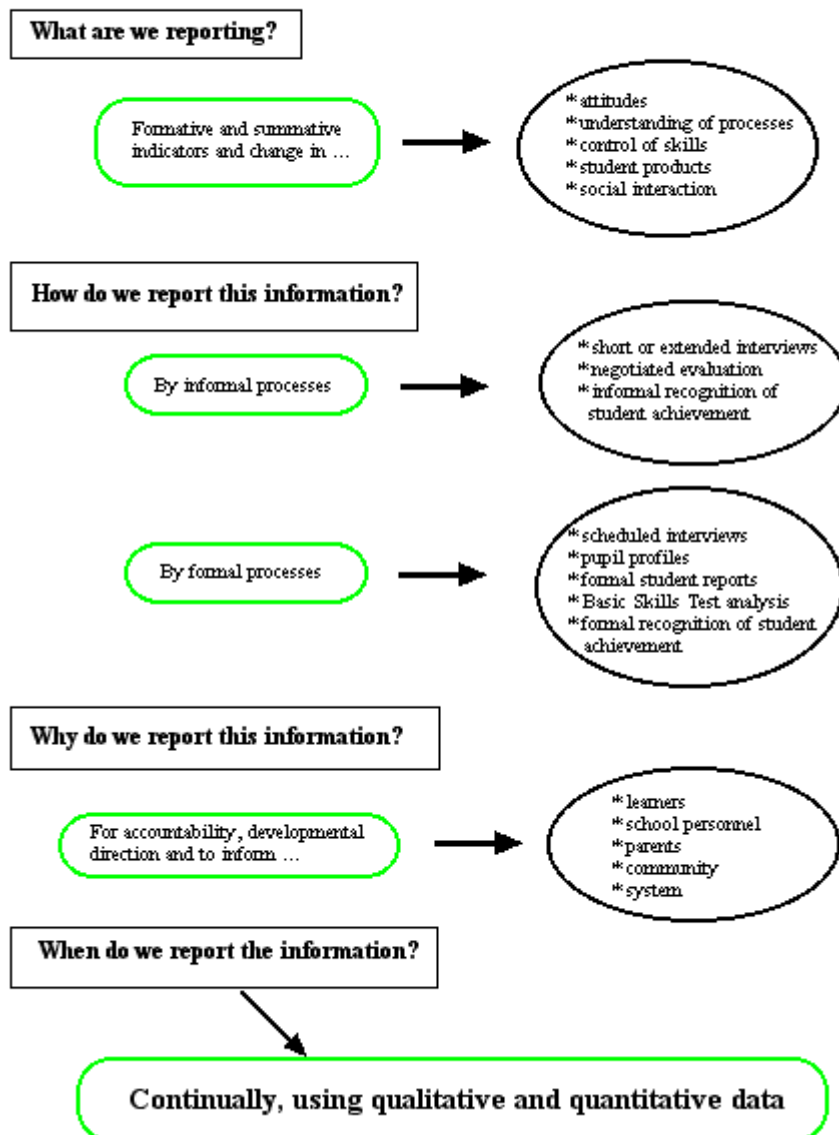 What are we reporting?
Formative and summative
indicators and change in ...
* attitudes
* understanding of processes
* control of skills
* student products
* social interaction
How do we report this information?
By informal processes
* short or extended interviews
* negotiated evaluation
* informal recognition of
student achievement
By formal processes
* scheduled interviews
* pupil profiles
* formal student reports
* Basic Skills Test analysis
* formal recognition of student
achievement
Why do we report this information?
For accountability, developmental
direction and to inform ...
* learners
* school personnel
* parents
* community
* system
When do we report the information?
Continually, using qualitative and quantitative data